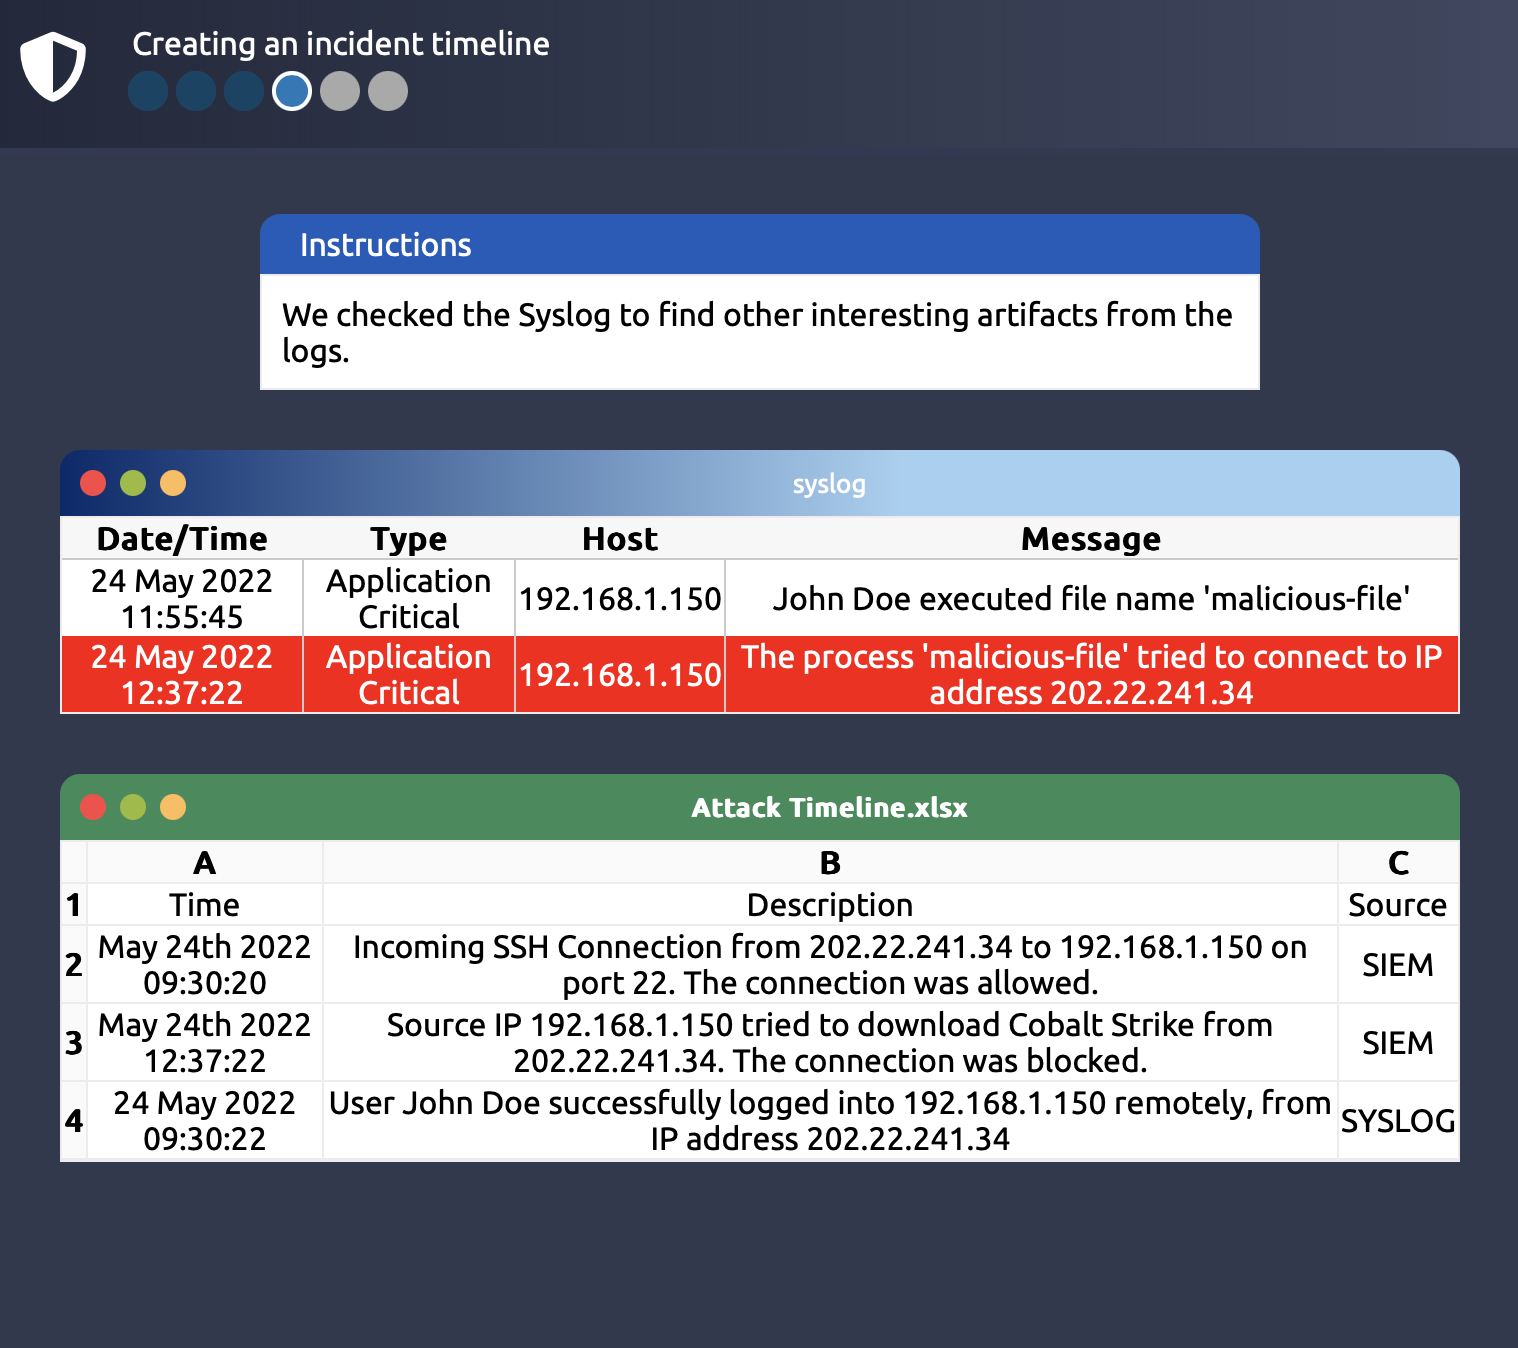 Creating an incident timeline
Instructions
We checked the Syslog to find other interesting artifacts from the
logs.
syslog
Date/Time Type Host Message
24 May 2022
11:55:45
Application
Critical
192.168.1.150
John Doe executed file name 'malicious-file'
24 May 2022
12:37:22
Application
Critical
192.168.1.150
The process 'malicious-file' tried to connect to IP
address 202.22.241.34
Attack Timeline.xlsx
A B C
1 Time Description Source
2
May 24th 2022
09:30:20
Incoming SSH Connection from 202.22.241.34 to 192.168.1.150 on
port 22. The connection was allowed.
SIEM
3
May 24th 2022
12:37:22
Source IP 192.168.1.150 tried to download Cobalt Strike from
202.22.241.34. The connection was blocked.
SIEM
4
24 May 2022
09:30:22
User John Doe successfully logged into 192.168.1.150 remotely, from
IP address 202.22.241.34
SYSLOG